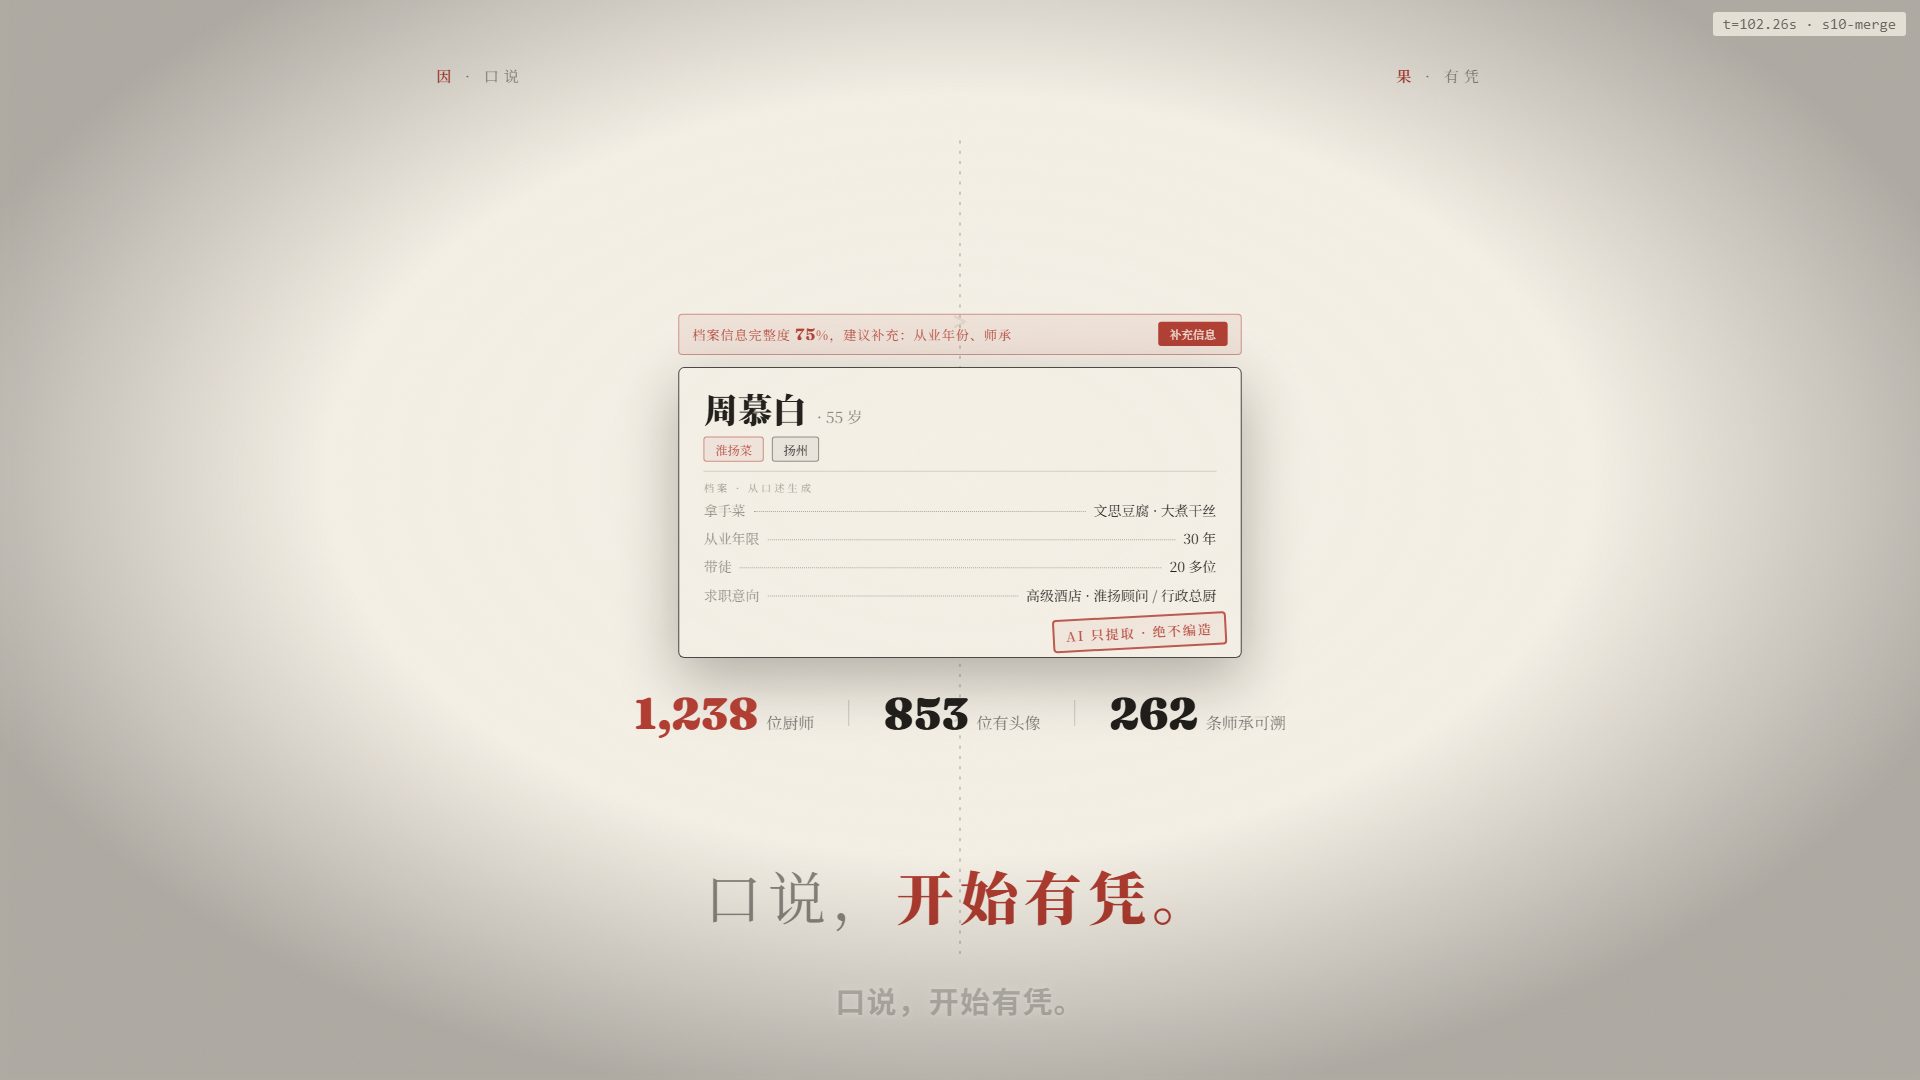 t=102.26s · s10-merge
因 · 口说
果 · 有凭
档案信息完整度 75%，建议补充：从业年份、师承
补充信息
周慕白 · 55 岁
淮扬菜
扬州
档案 · 从口述生成
拿手菜 文思豆腐 · 大煮干丝
从业年限 30 年
带徒 20 多位
求职意向 高级酒店 · 淮扬顾问 / 行政总厨
AI 只提取 · 绝不编造
1,238 位厨师
853 位有头像
262 条师承可溯
口说，开始有凭。
口说，开始有凭。